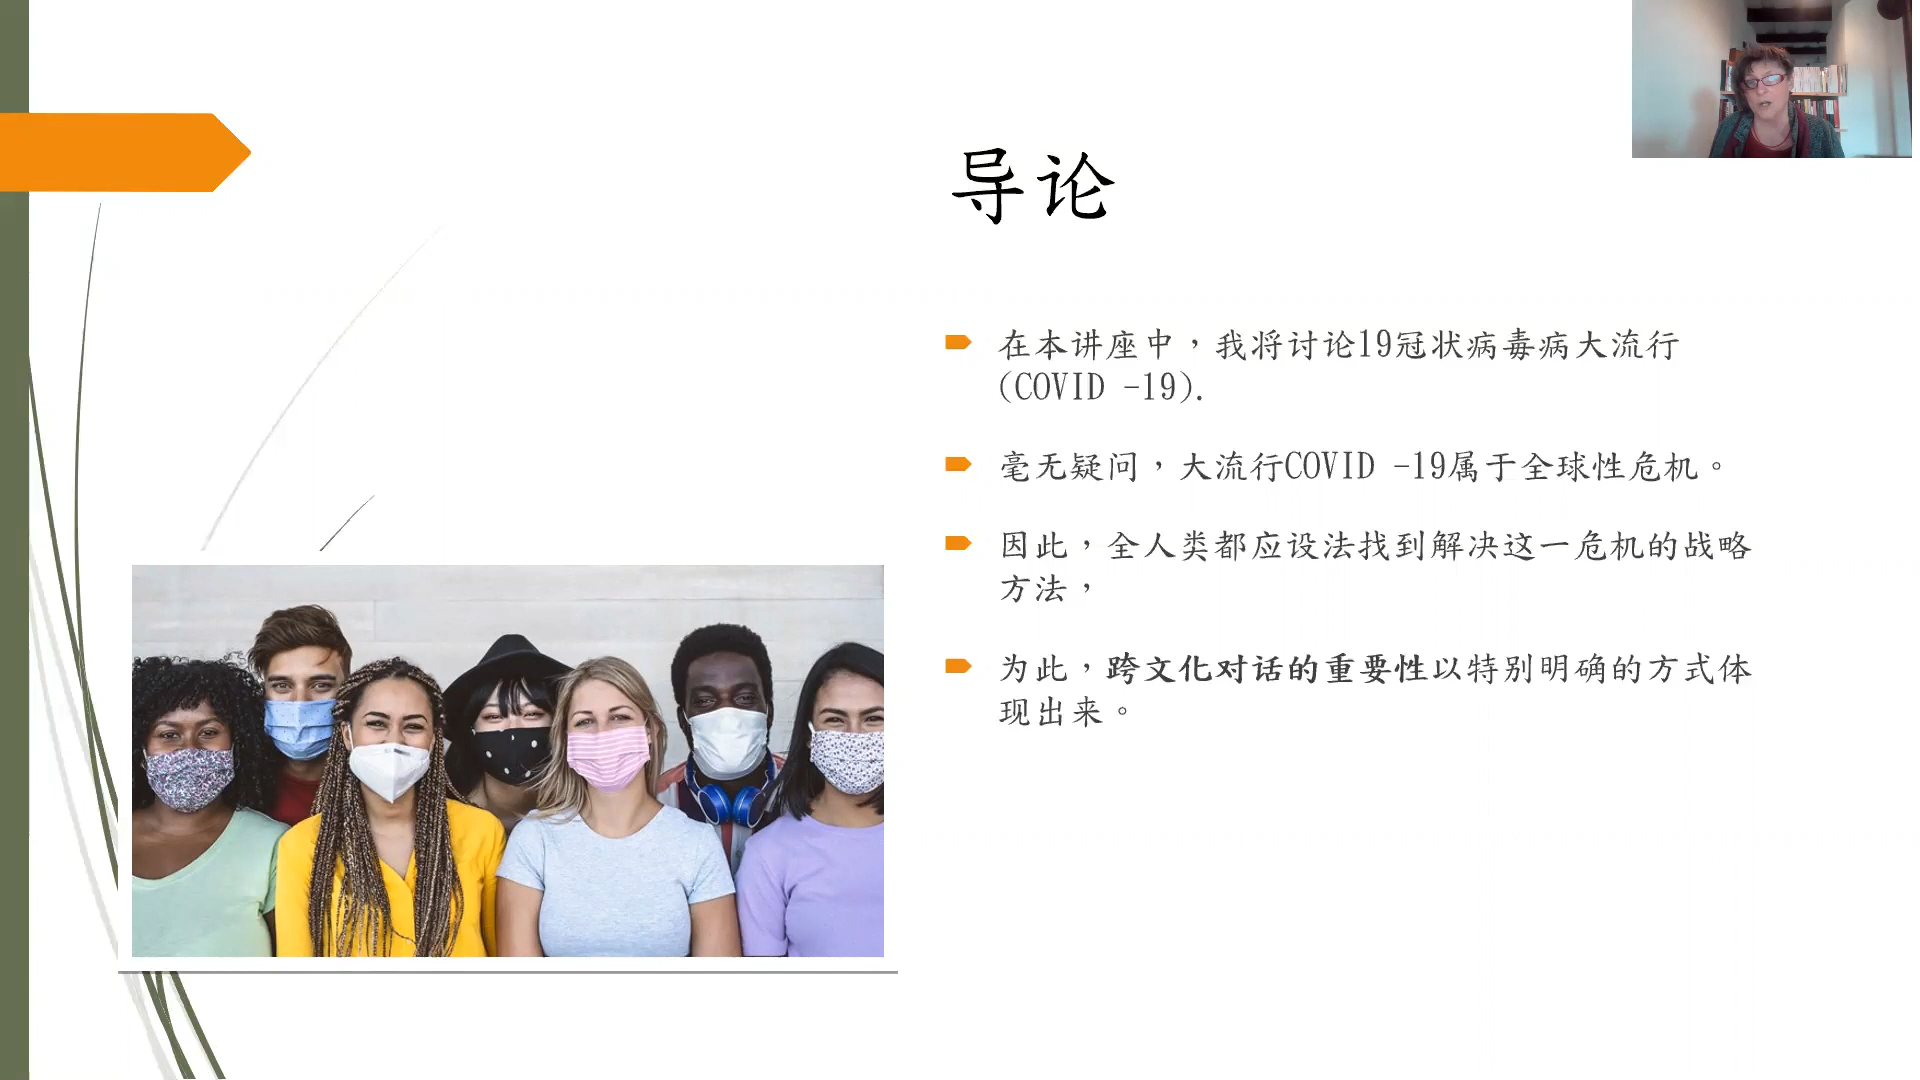 导论
在本讲座中，我将讨论19冠状病毒病大流行
(COVID -19).
毫无疑问，大流行COVID -19属于全球性危机。
因此，全人类都应设法找到解决这一危机的战略
方法，
为此，跨文化对话的重要性以特别明确的方式体
现出来。